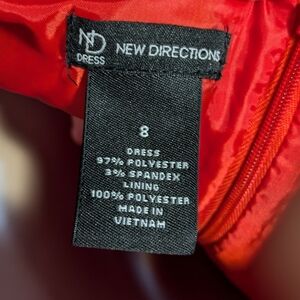 ND
DRESS
NEW DIRECTIONS
8
DRESS
97% POLYESTER
3% SPANDEX
LINING
100% POLYESTER
MADE IN
VIETNAM